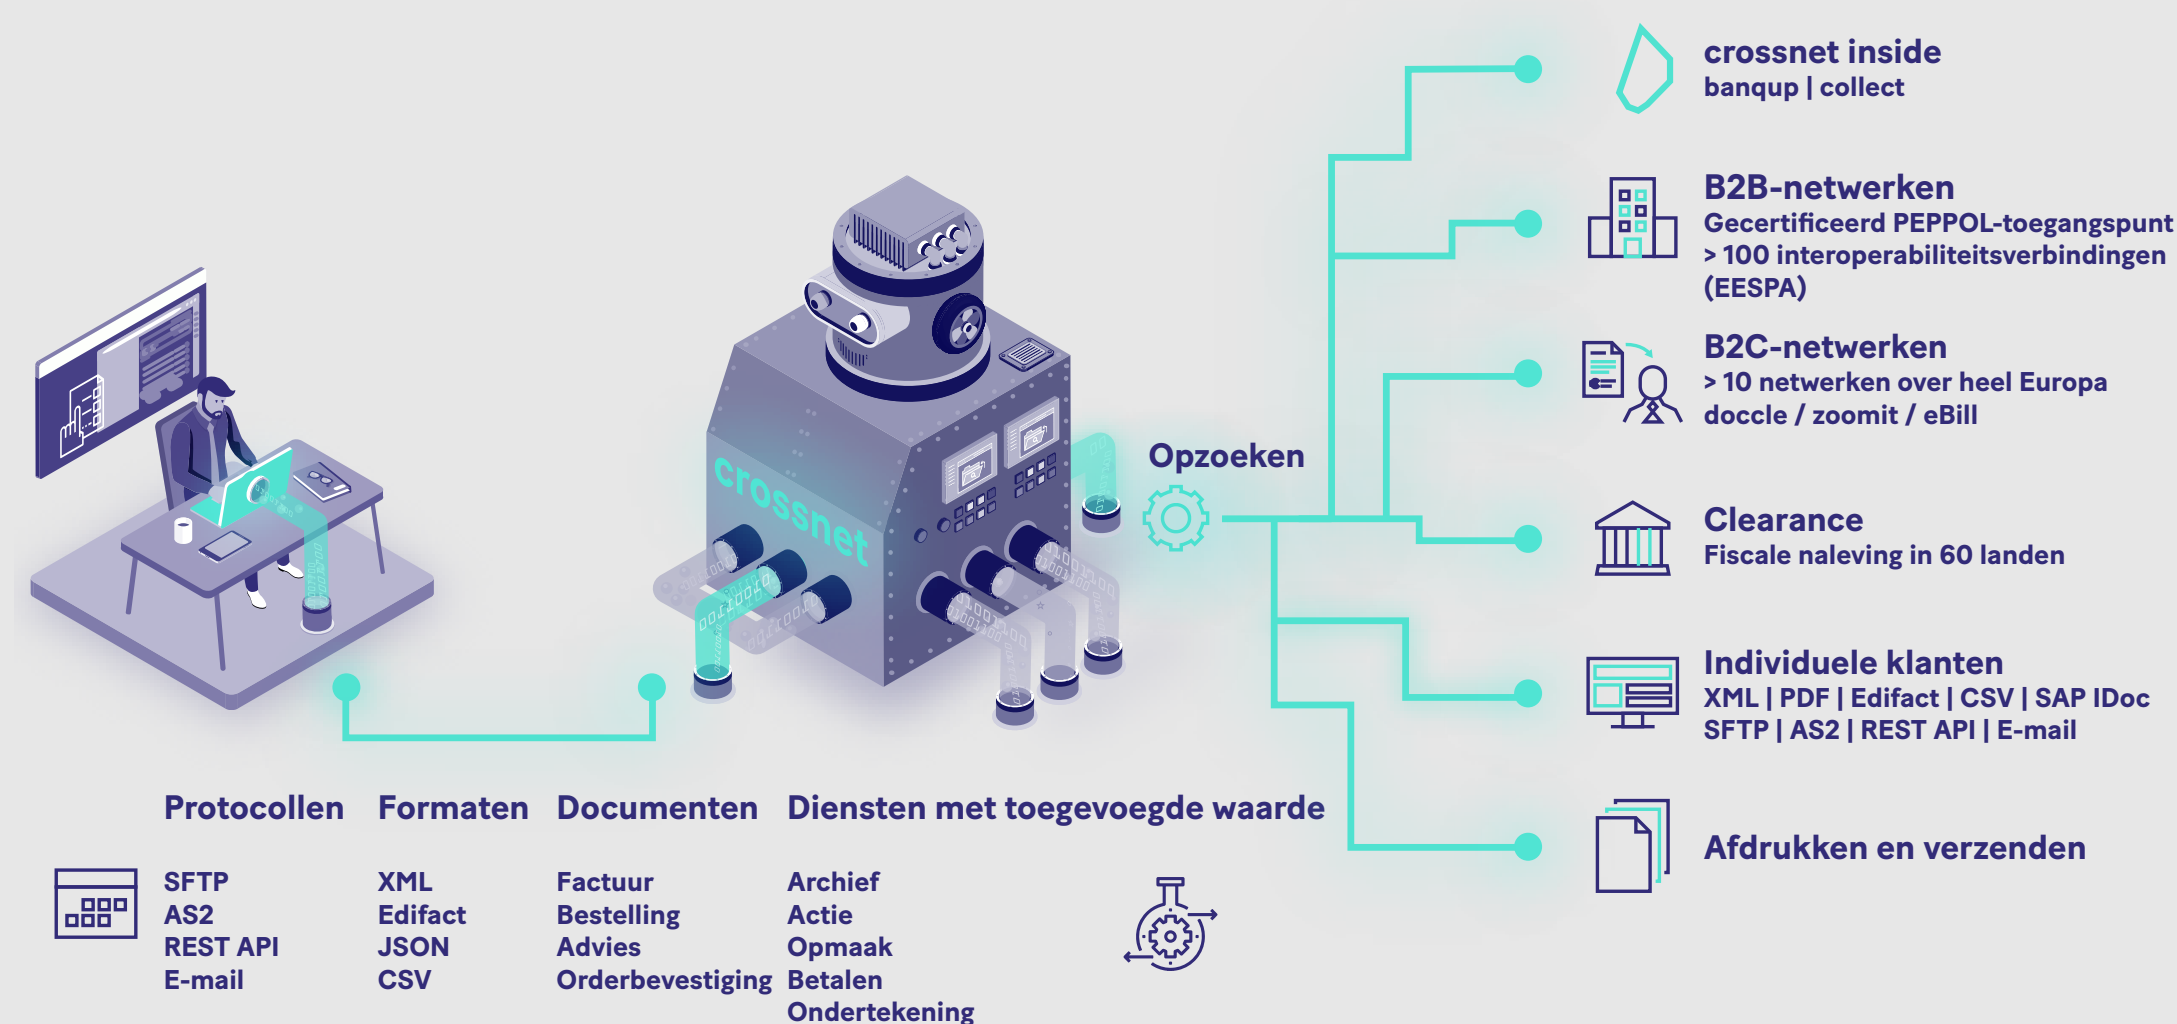 crossnet inside
banqup | collect
B2B-netwerken
Gecertificeerd PEPPOL-toegangspunt
> 100 interoperabiliteitsverbindingen
(EESPA)
B2C-netwerken
> 10 netwerken over heel Europa
doccle / zoomit / eBill
crossnet
Opzoeken
Clearance
Fiscale naleving in 60 landen
Individuele klanten
XML | PDF | Edifact | CSV | SAP IDoc
SFTP | AS2 | REST API | E-mail
Afdrukken en verzenden
Protocollen
SFTP
AS2
REST API
E-mail
Formaten
XML
Edifact
JSON
CSV
Documenten
Factuur
Bestelling
Advies
Orderbevestiging
Diensten met toegevoegde waarde
Archief
Actie
Opmaak
Betalen
Ondertekening